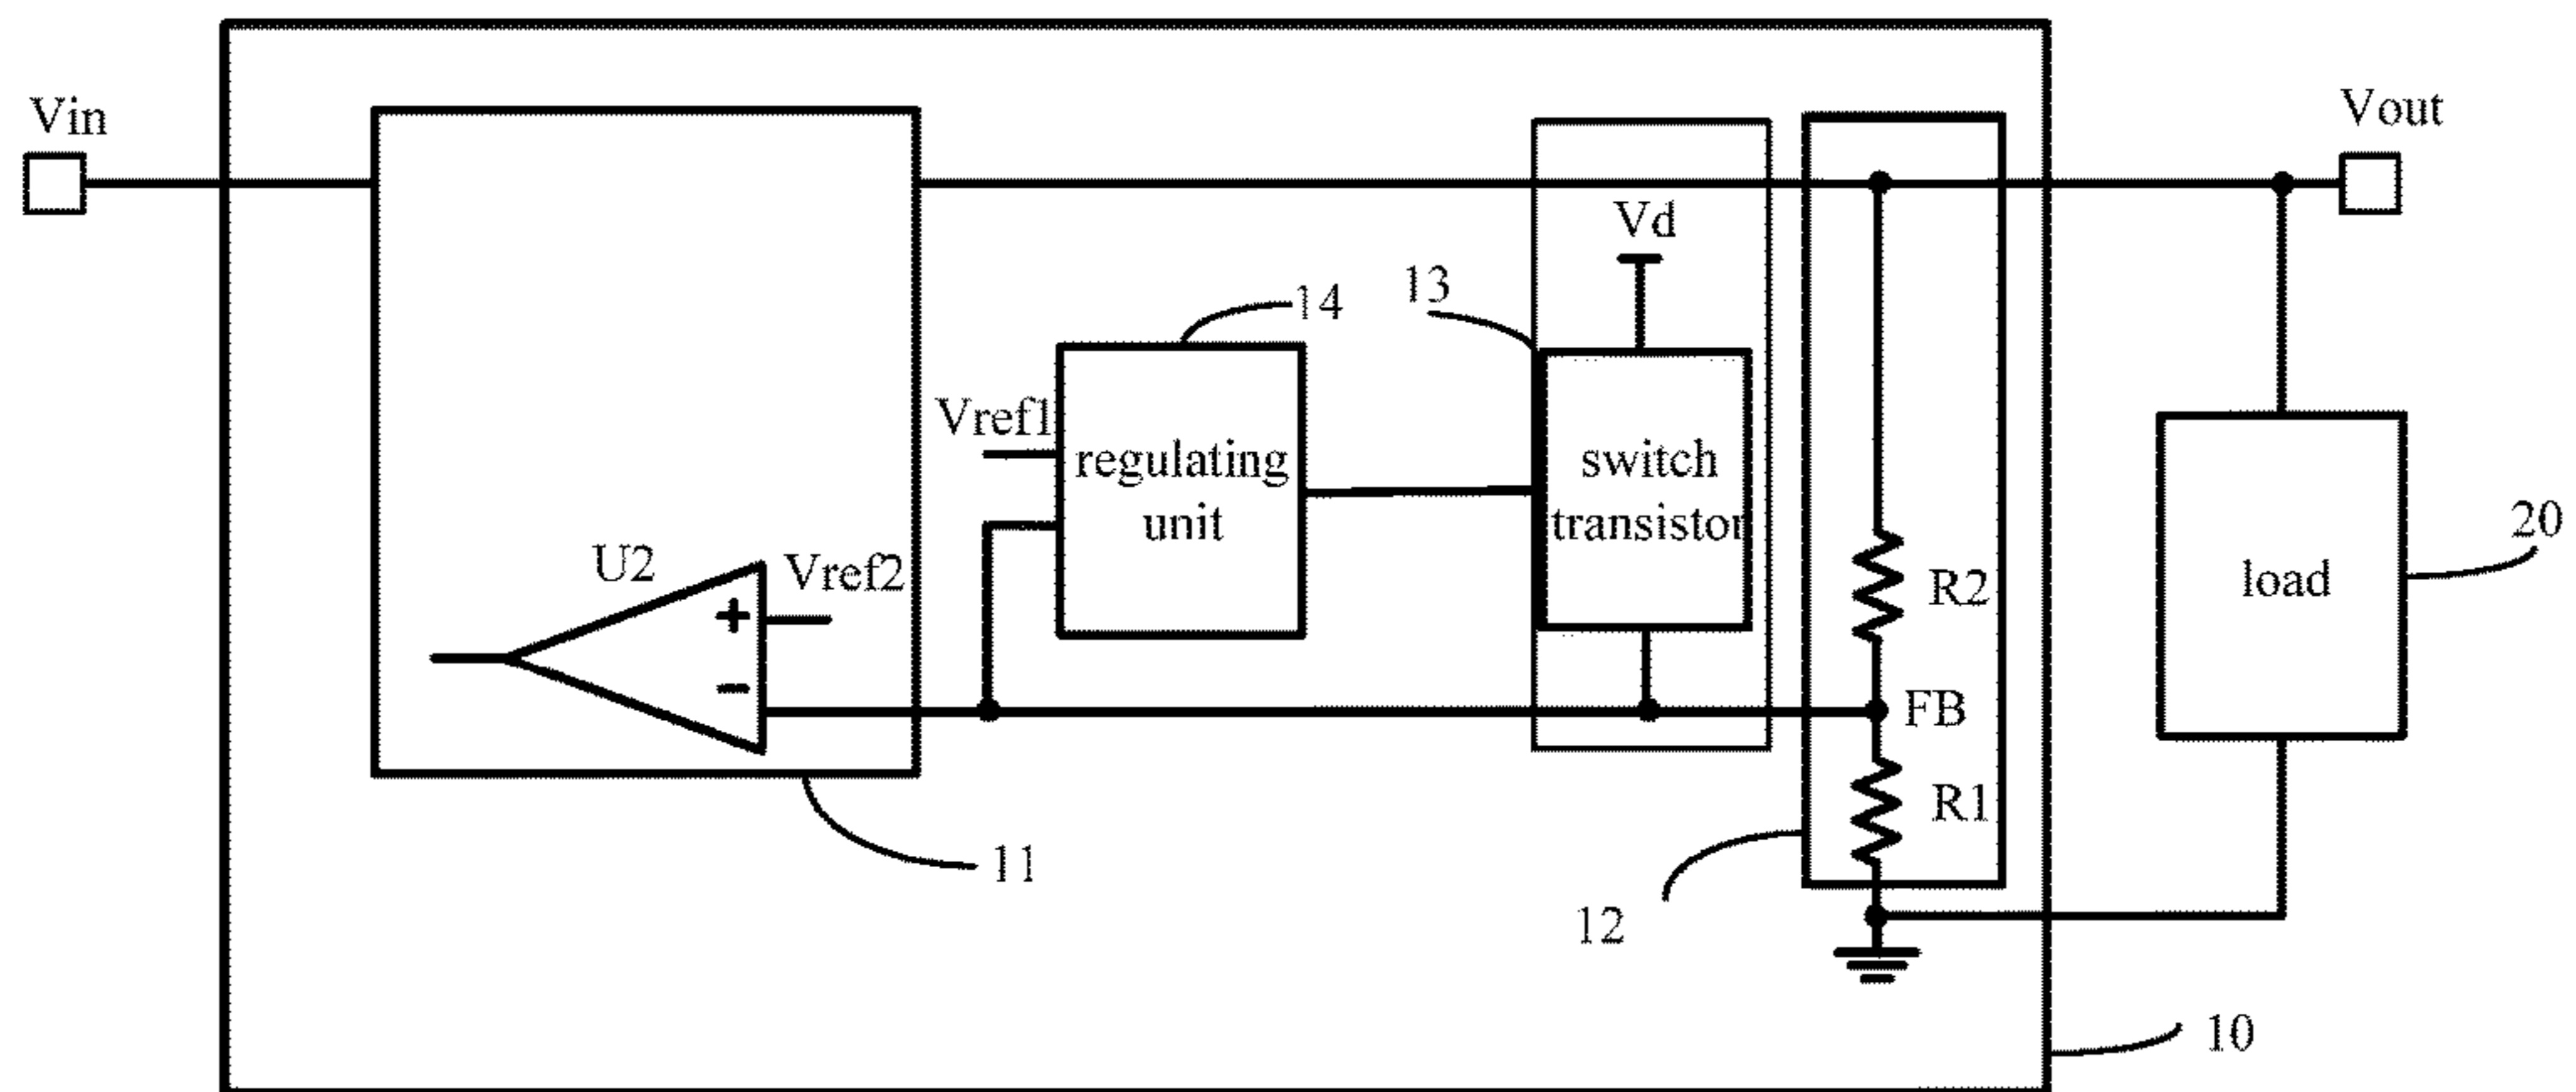 Vin
Vout
Vd
13
14
Vref1
regulating
unit
switch
transistor
U2
Vref2
+
−
R2
load
20
FB
R1
11
12
10